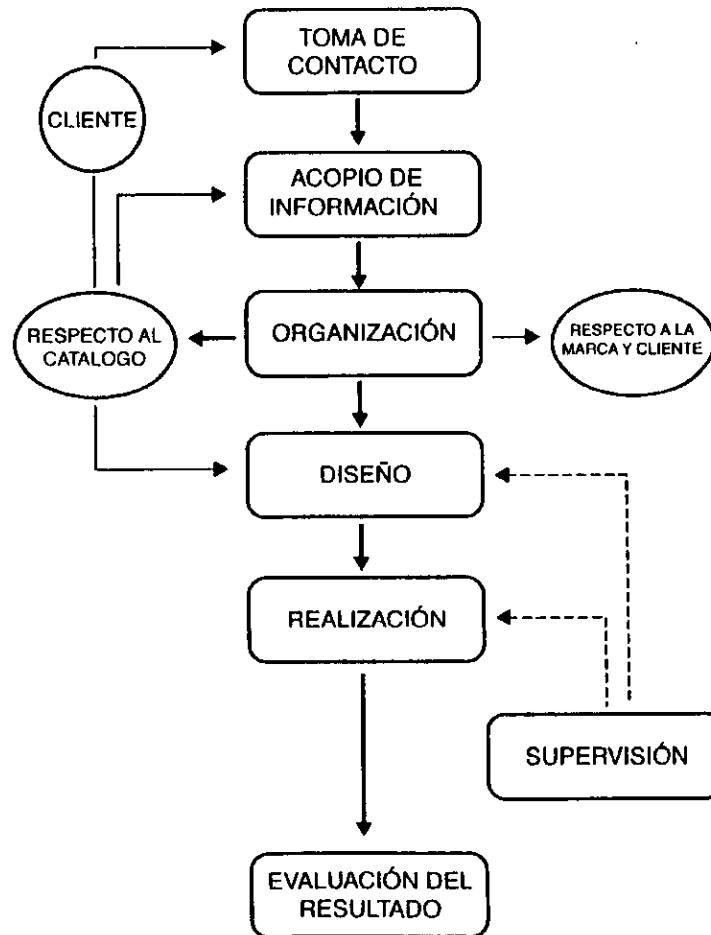 TOMA DE
CONTACTO
CLIENTE
ACOPIO DE
INFORMACIÓN
RESPECTO AL
CATALOGO
ORGANIZACIÓN
RESPECTO A LA
MARCA Y CLIENTE
DISEÑO
REALIZACIÓN
SUPERVISIÓN
EVALUACIÓN DEL
RESULTADO